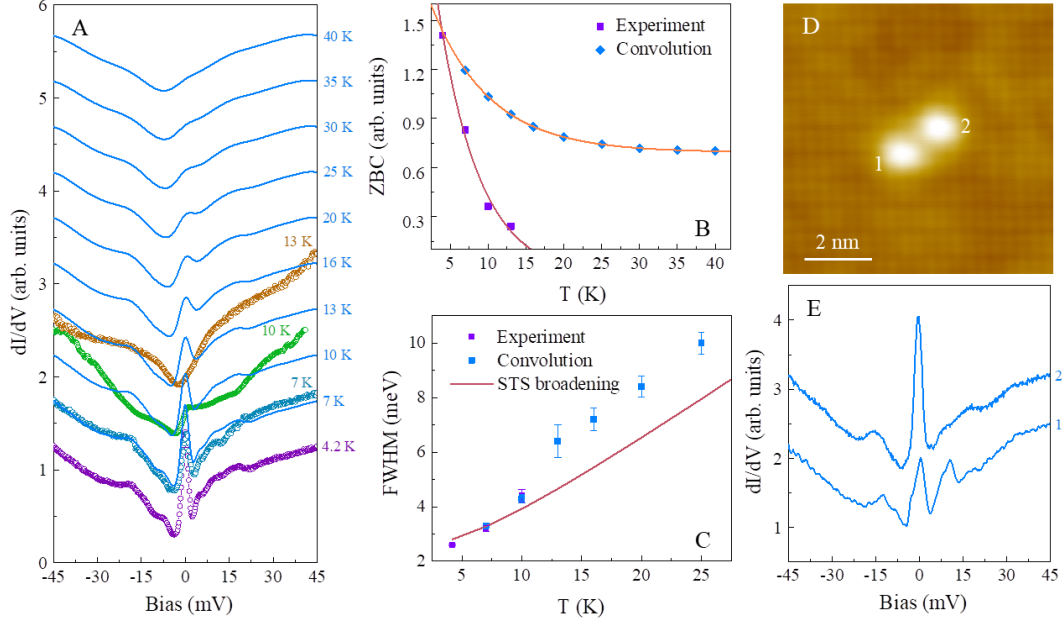 A
40 K
35 K
30 K
25 K
20 K
13 K
16 K
13 K
10 K
10 K
7 K
7 K
4.2 K
6
5
4
3
2
1
0
-45 -30 -15 0 15 30 45
dI/dV (arb. units)
Bias (mV)
Experiment
Convolution
1.5
1.2
0.9
0.6
0.3
5 10 15 20 25 30 35 40
ZBC (arb. units)
T (K)
B
Experiment
Convolution
STS broadening
10
8
6
4
2
5 10 15 20 25
FWHM (meV)
T (K)
C
D
1
2
2 nm
E
2
1
4
3
2
1
-45 -30 -15 0 15 30 45
dI/dV (arb. units)
Bias (mV)